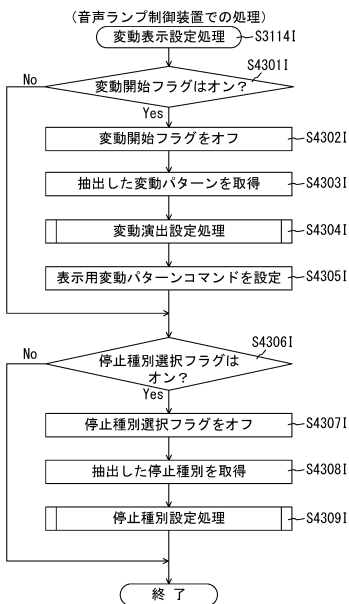 (音声ランプ制御装置での処理)
変動表示設定処理
S3114I
S4301I
変動開始フラグはオン?
No
Yes
変動開始フラグをオフ
S4302I
抽出した変動パターンを取得
S4303I
変動演出設定処理
S4304I
表示用変動パターンコマンドを設定
S4305I
S4306I
停止種別選択フラグは
オン?
No
Yes
停止種別選択フラグをオフ
S4307I
抽出した停止種別を取得
S4308I
停止種別設定処理
S4309I
終 了